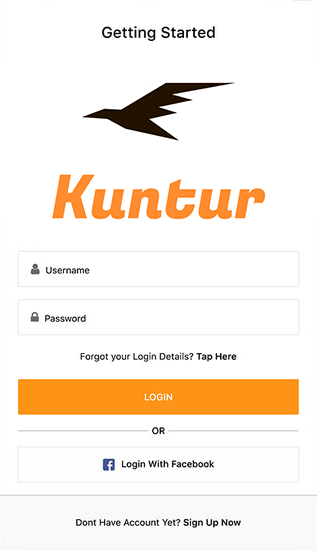 Getting Started
Kuntur
Username
Password
Forgot your Login Details? Tap Here
LOGIN
OR
Login With Facebook
Dont Have Account Yet? Sign Up Now